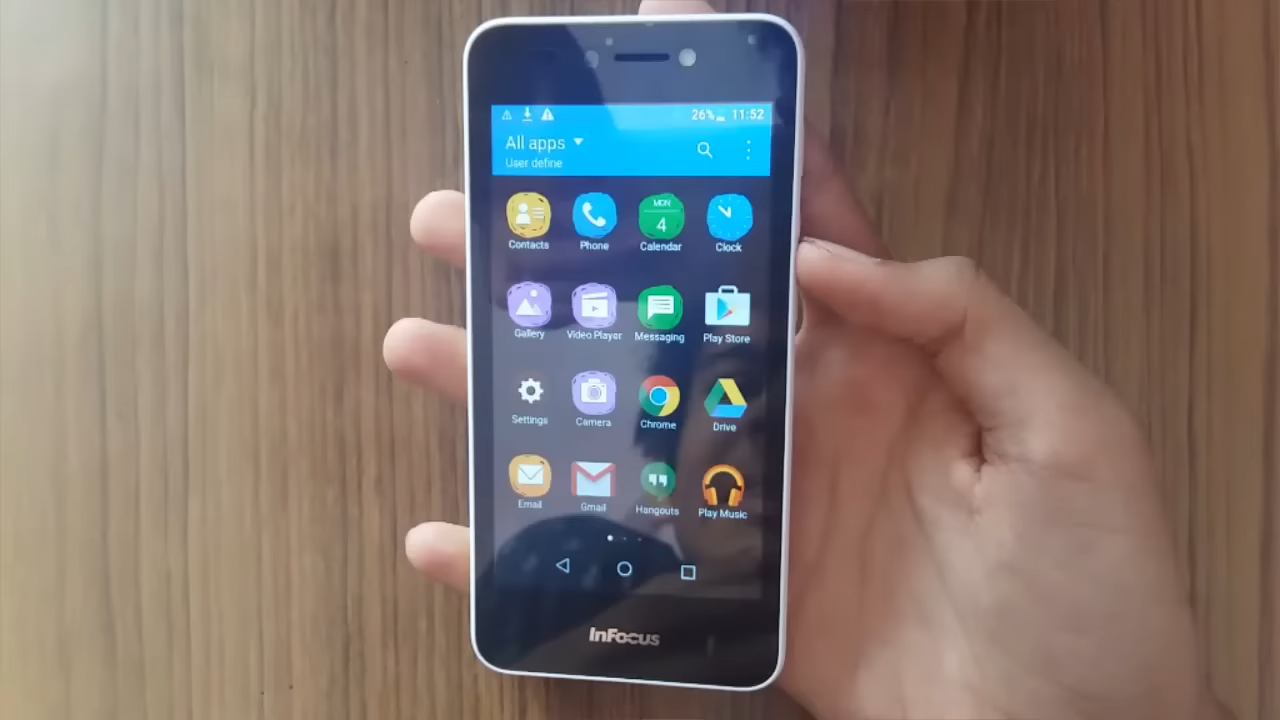 26% 11:52
All apps
User define
Contacts Phone Calendar Clock
MON
4
Gallery Video Player Messaging Play Store
Settings Camera Chrome Drive
Email Gmail Hangouts Play Music
InFocus